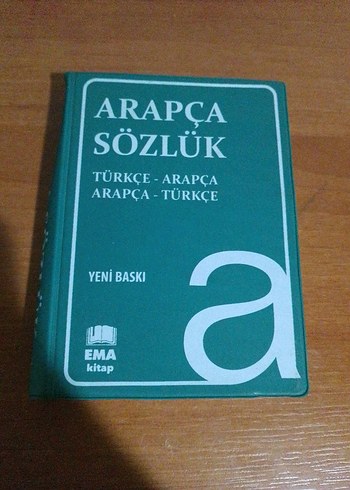 ARAPÇA
SÖZLÜK
TÜRKÇE - ARAPÇA
ARAPÇA - TÜRKÇE
YENİ BASKI
a
EMA
kitap